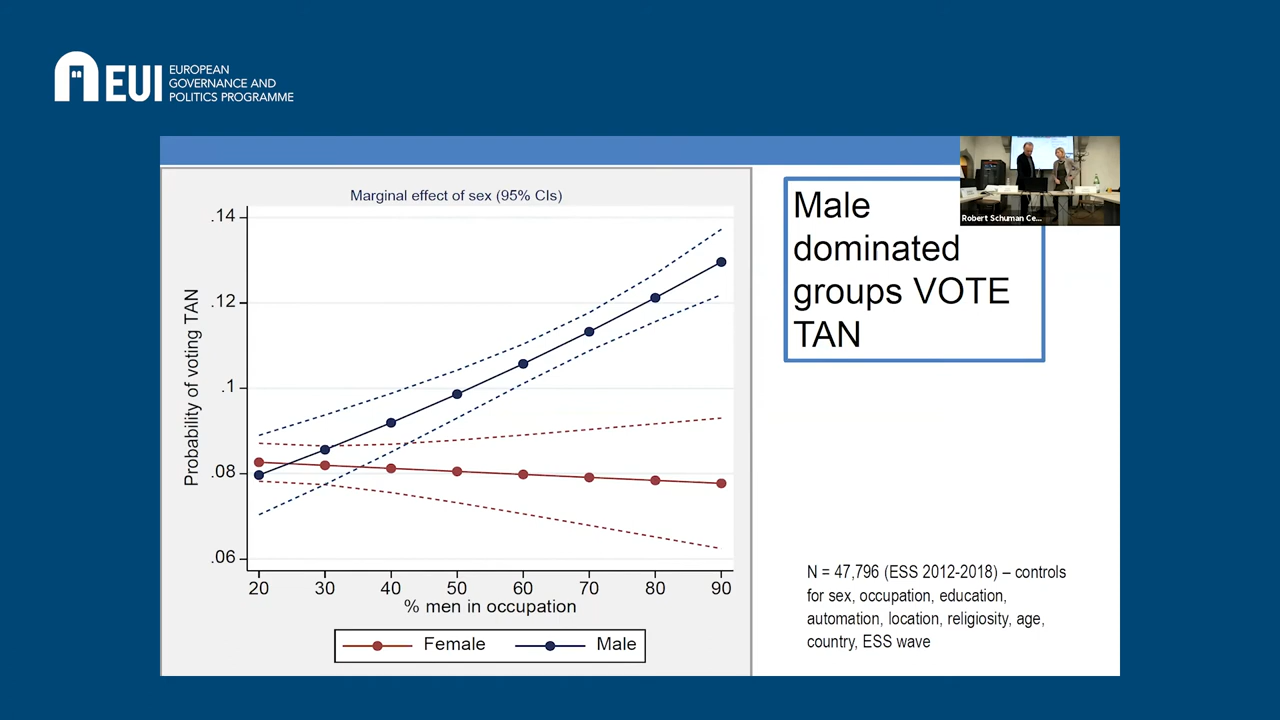 EUI
EUROPEAN
GOVERNANCE AND
POLITICS PROGRAMME
Marginal effect of sex (95% CIs)
Probability of voting TAN
.14
.12
.1
.08
.06
20 30 40 50 60 70 80 90
% men in occupation
Female Male
Male
dominated
groups VOTE
TAN
Robert Schuman Ce...
N = 47,796 (ESS 2012-2018) – controls
for sex, occupation, education,
automation, location, religiosity, age,
country, ESS wave